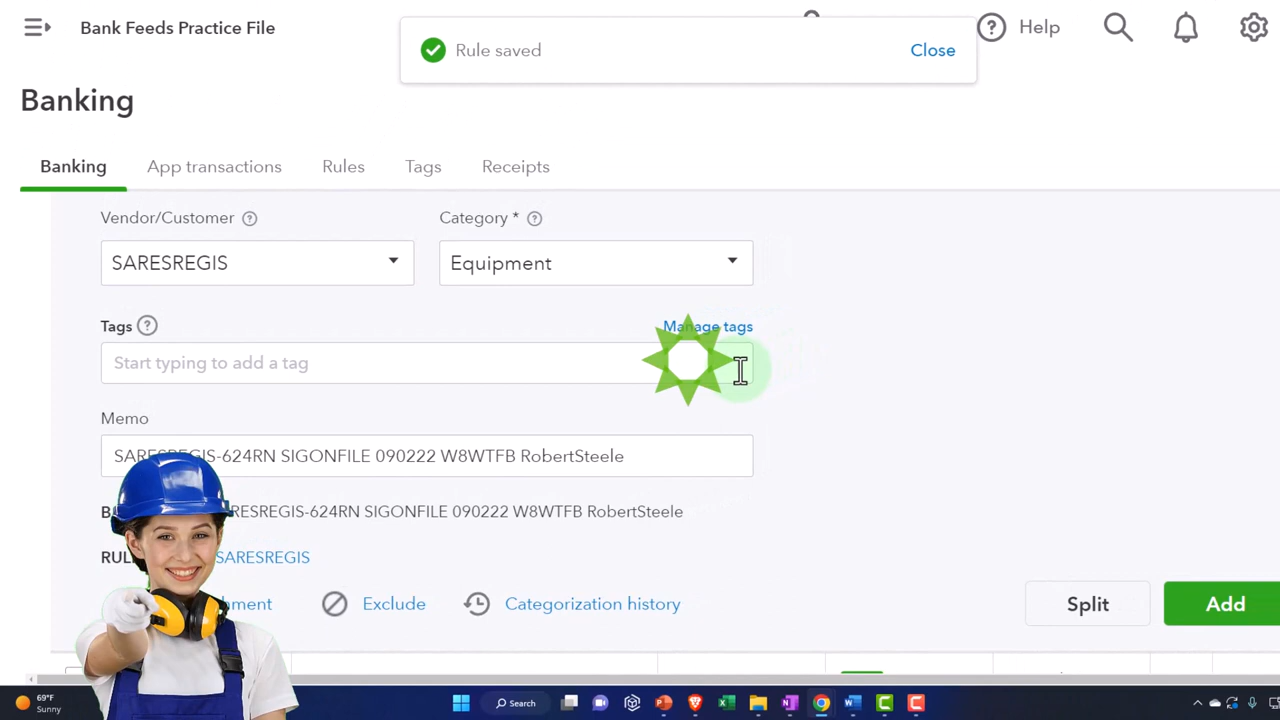 Bank Feeds Practice File
Rule saved
Close
Help
Banking
Banking App transactions Rules Tags Receipts
Vendor/Customer Category *
SARESREGIS Equipment
Tags Manage tags
Start typing to add a tag
Memo
SARESREGIS-624RN SIGONFILE 090222 W8WTFB RobertSteele
RESREGIS-624RN SIGONFILE 090222 W8WTFB RobertSteele
SARESREGIS
Exclude Categorization history Split Add
69°F
Sunny
Search